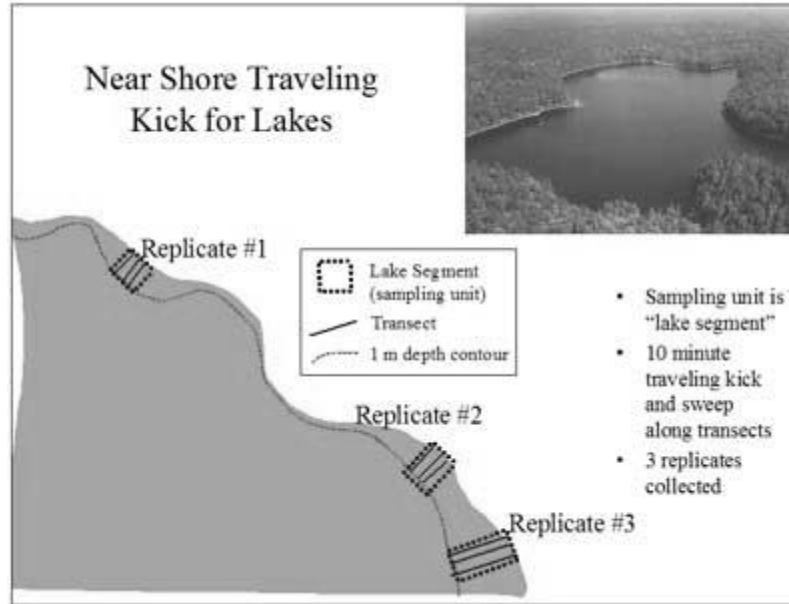 Near Shore Traveling
Kick for Lakes
Replicate #1
Lake Segment
(sampling unit)
Transect
1 m depth contour
Replicate #2
Replicate #3
• Sampling unit is
“lake segment”
• 10 minute
traveling kick
and sweep
along transects
• 3 replicates
collected